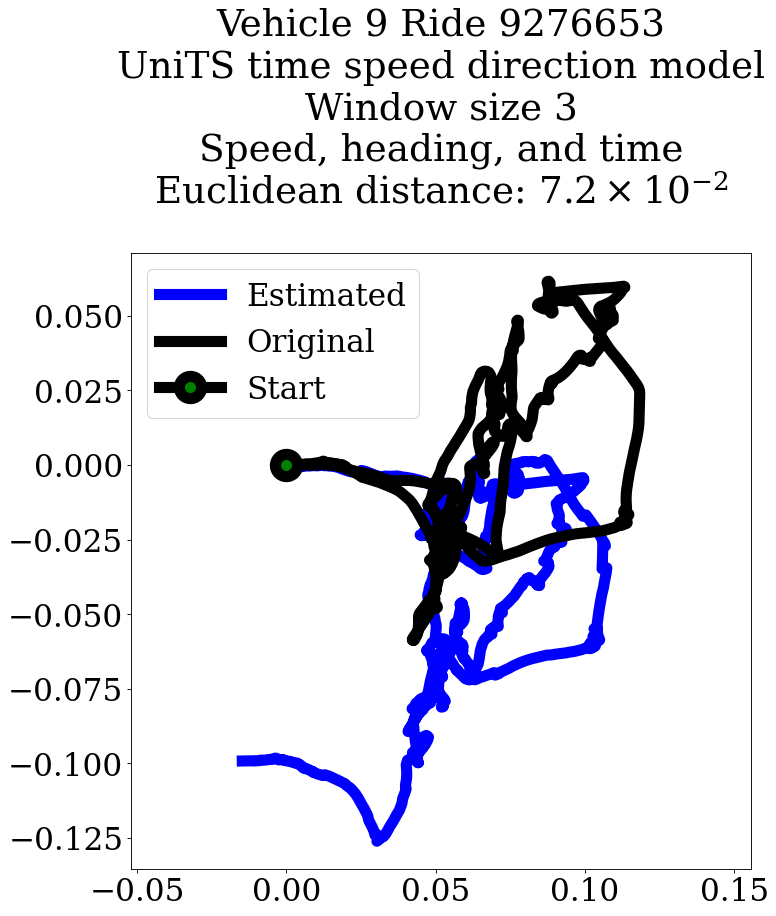 Vehicle 9 Ride 9276653
UniTS time speed direction model
Window size 3
Speed, heading, and time
Euclidean distance: 7.2 × 10⁻²
Estimated
Original
Start
0.050
0.025
0.000
−0.025
−0.050
−0.075
−0.100
−0.125
−0.05 0.00 0.05 0.10 0.15